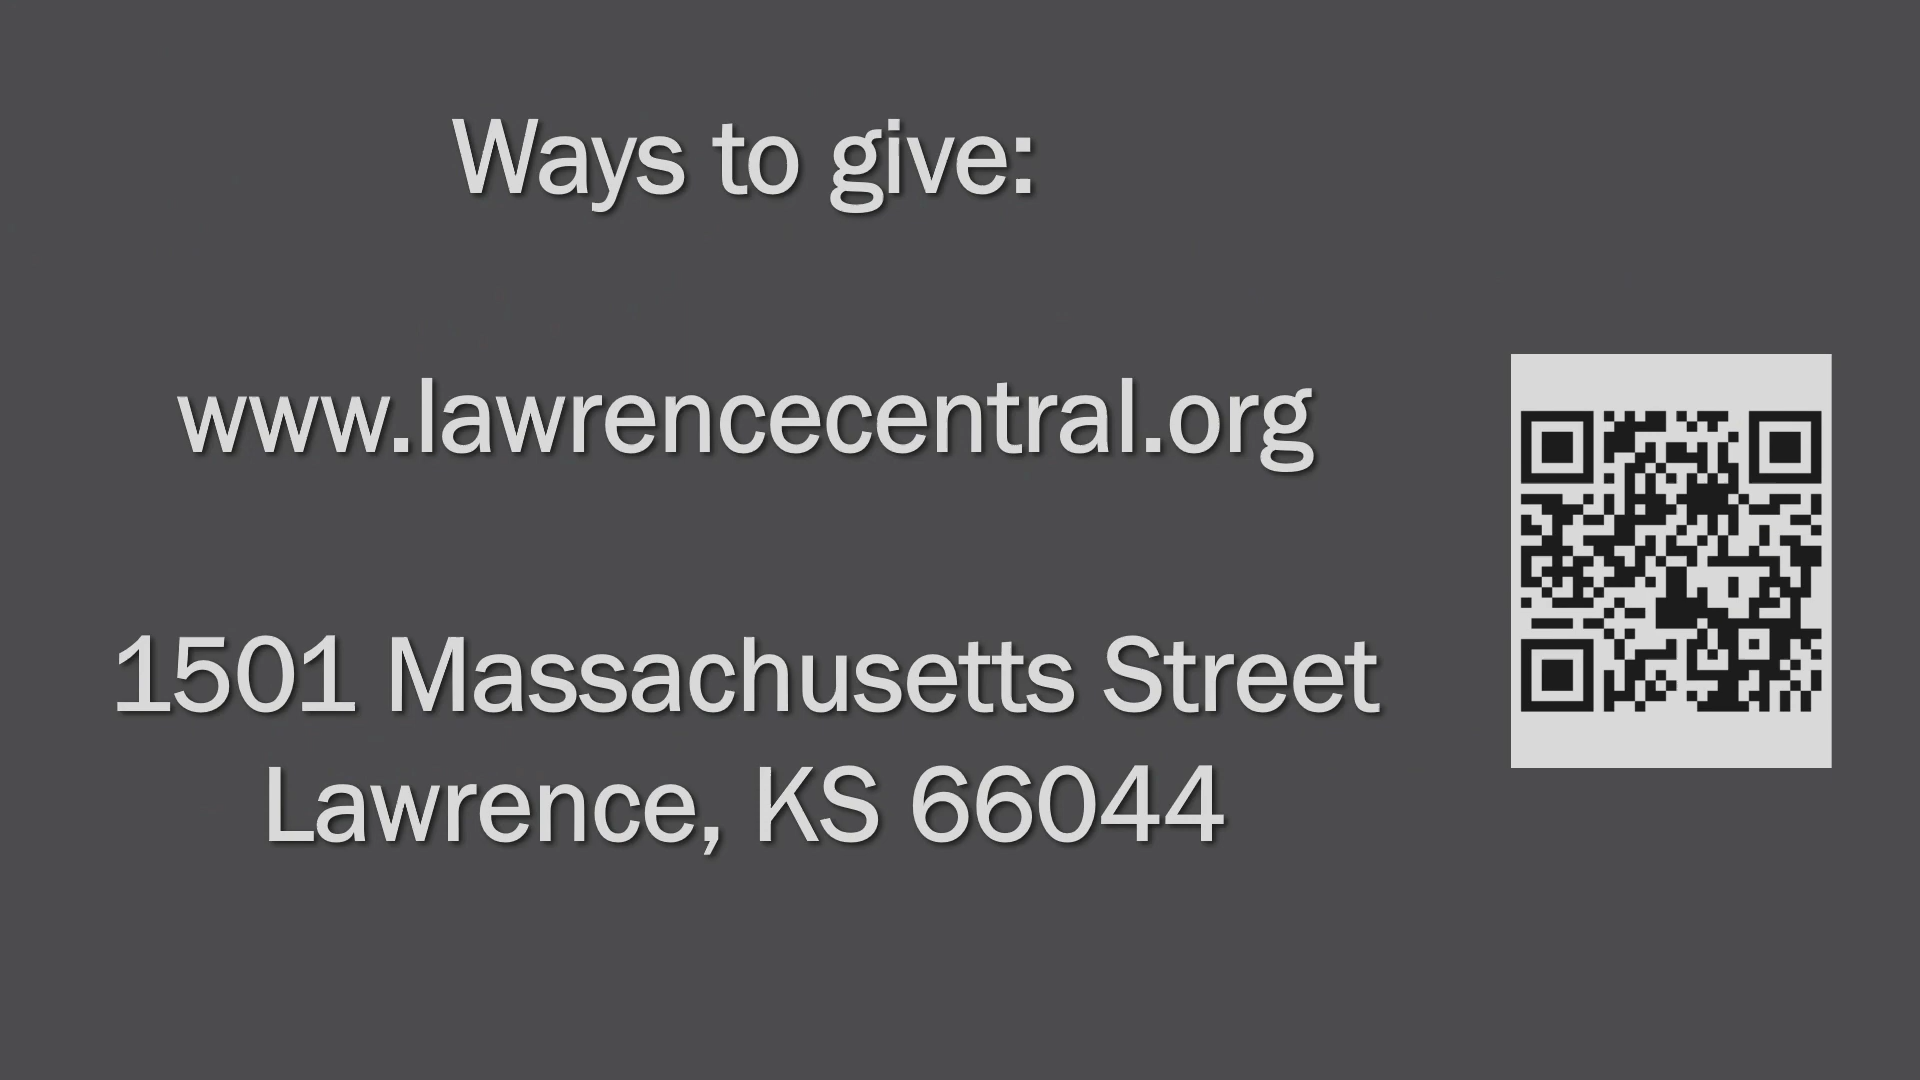 Ways to give:
www.lawrencecentral.org
1501 Massachusetts Street
Lawrence, KS 66044